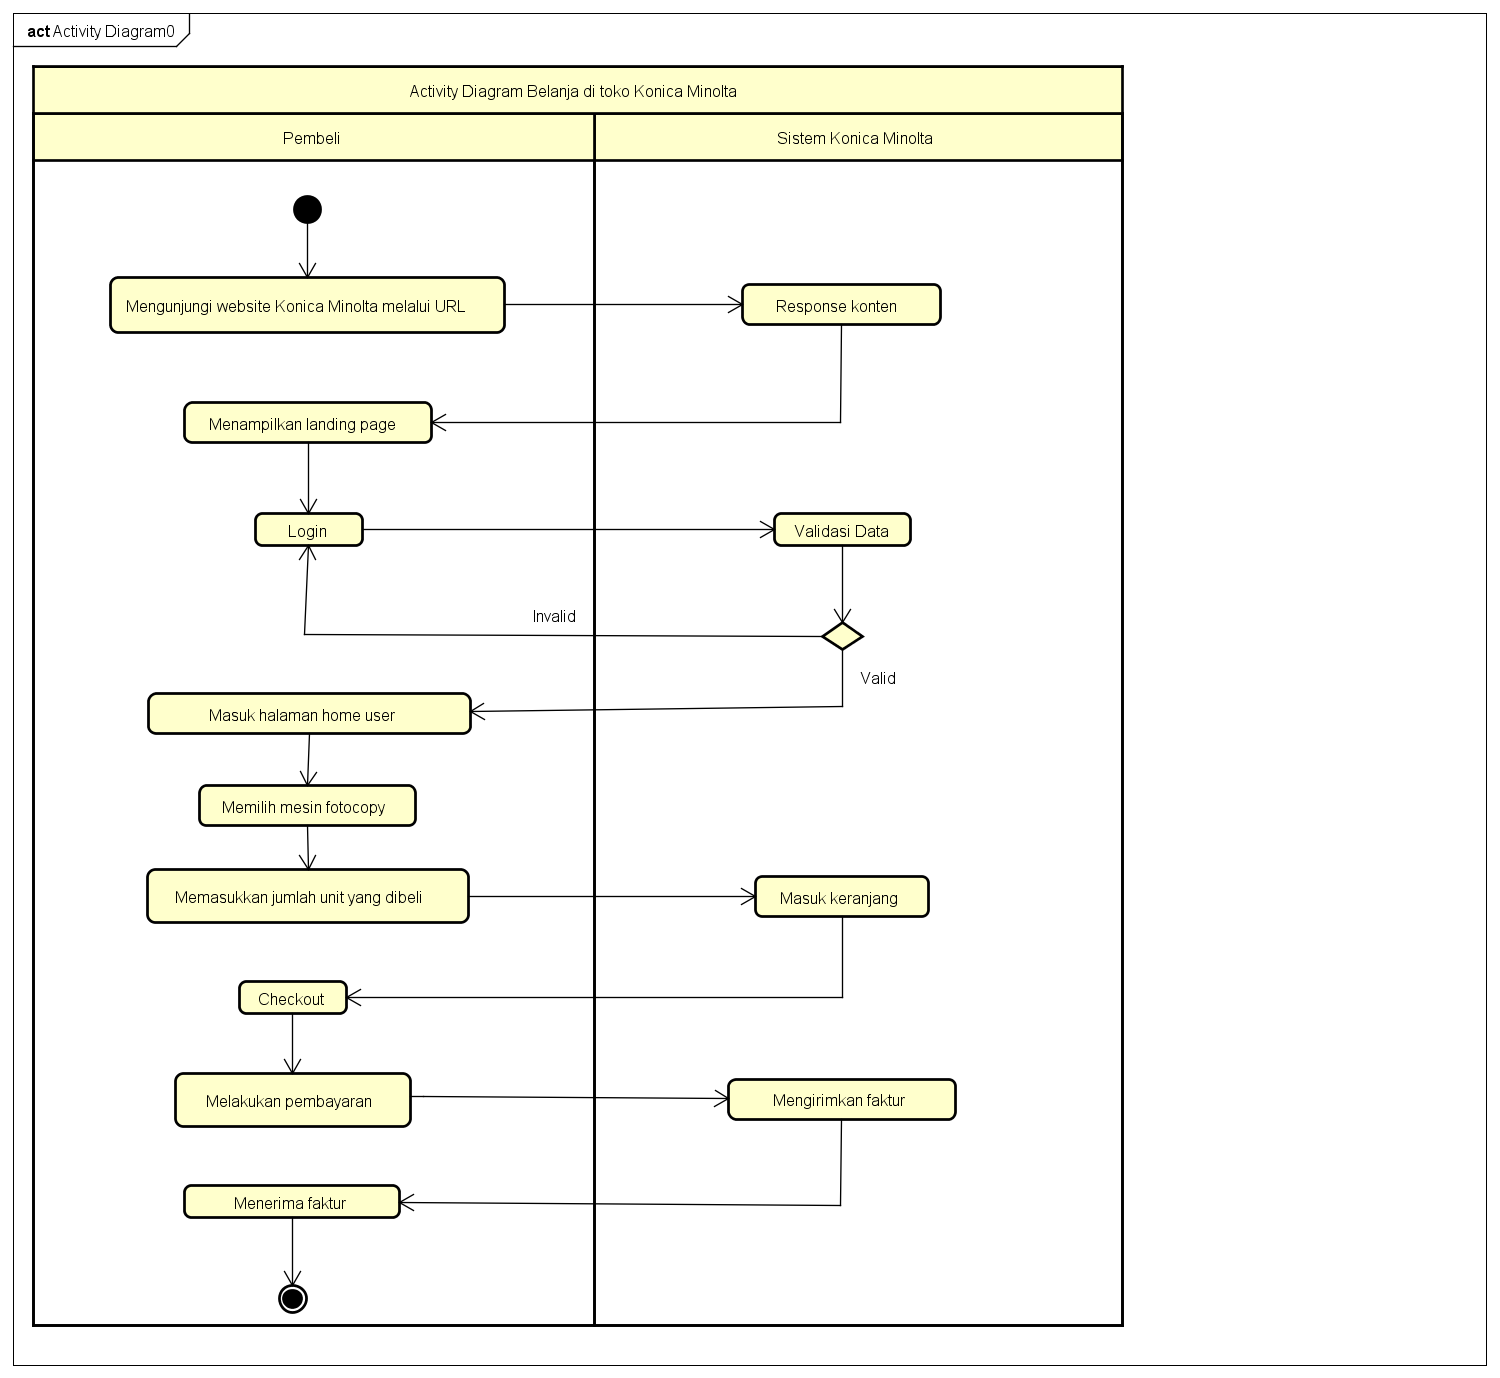 act Activity Diagram0
Activity Diagram Belanja di toko Konica Minolta
Pembeli
Sistem Konica Minolta
Mengunjungi website Konica Minolta melalui URL
Response konten
Menampilkan landing page
Login
Validasi Data
Invalid
Valid
Masuk halaman home user
Memilih mesin fotocopy
Memasukkan jumlah unit yang dibeli
Masuk keranjang
Checkout
Melakukan pembayaran
Mengirimkan faktur
Menerima faktur